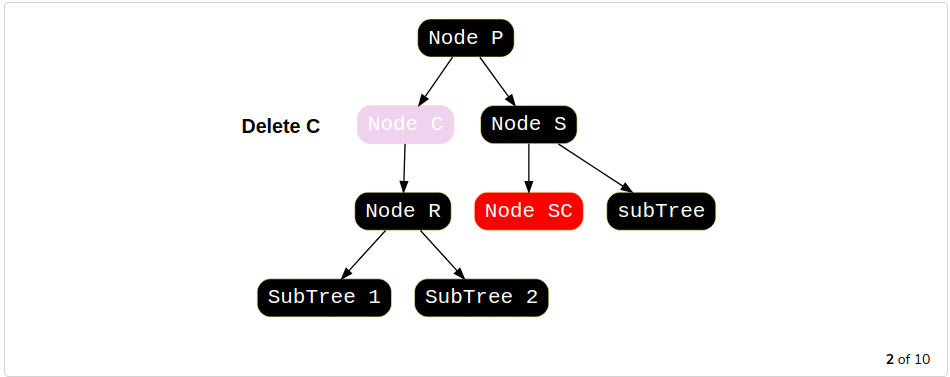 Node P
Delete C
Node C
Node S
Node R
Node SC
subTree
SubTree 1
SubTree 2
2 of 10